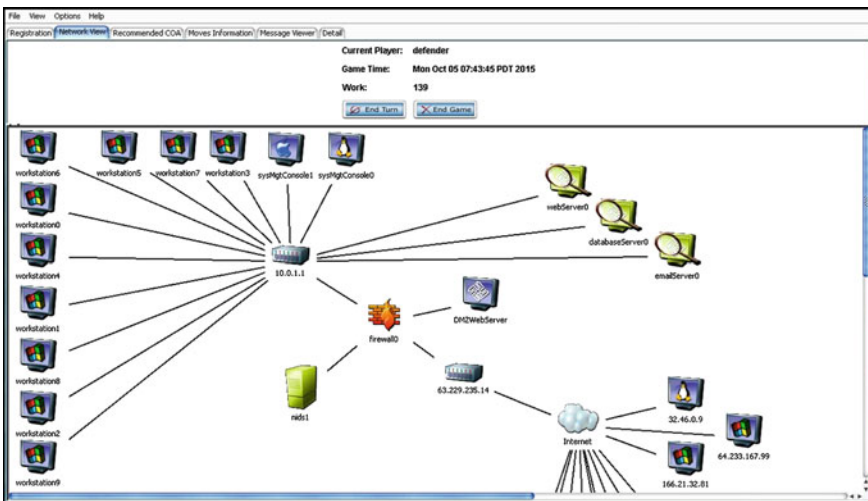 File View Options Help
Registration Network View Recommended COA Moves Information Message Viewer Detail
Current Player: defender
Game Time: Mon Oct 05 07:43:45 PDT 2015
Work: 139
End Turn End Game
workstation6
workstation5
workstation7
workstation3
sysMgtConsole1
sysMgtConsole0
webServer0
workstation0
databaseServer0
workstation4
10.0.1.1
emailServer0
workstation1
DMZWebServer
firewall0
workstation8
63.229.235.14
nids1
32.46.0.9
workstation2
Internet
64.233.167.99
workstation9
166.21.32.81